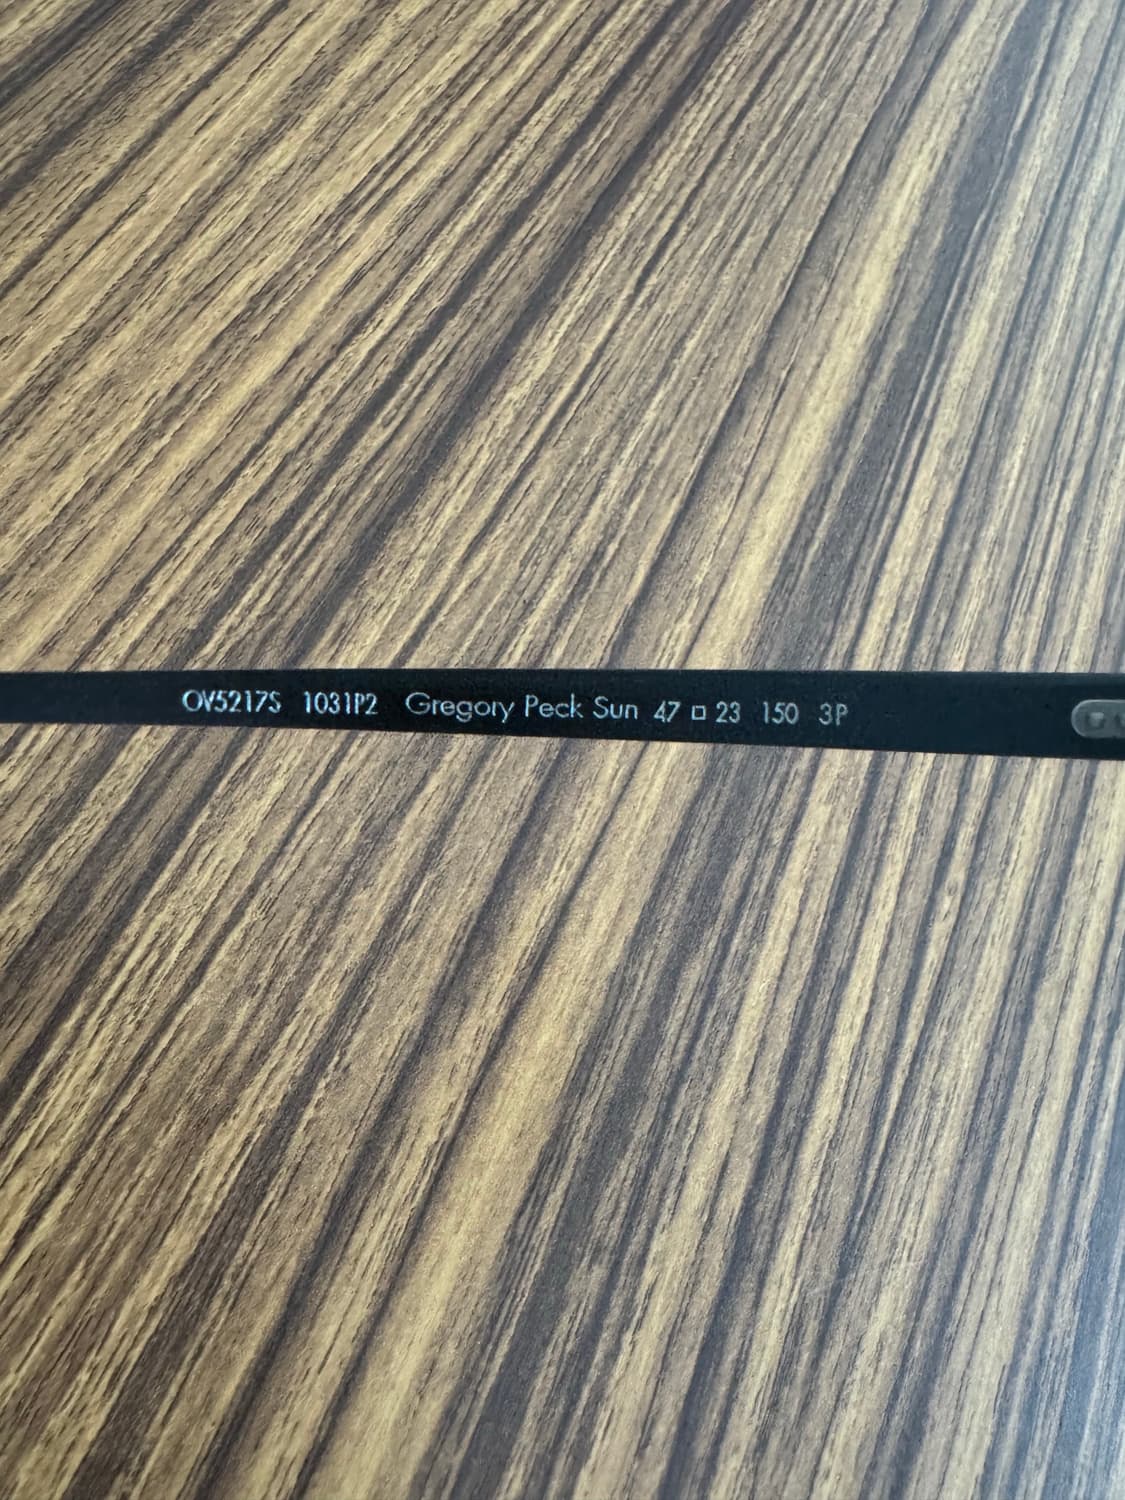 OV5217S 1031P2 Gregory Peck Sun 47 □ 23 150 3P